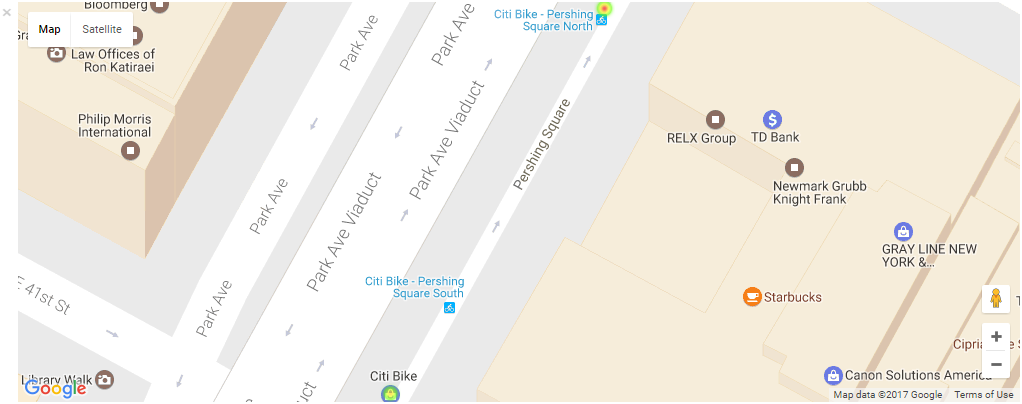 Bloomberg
Gra
Map
Satellite
Law Offices of
Ron Katiraei
Philip Morris
International
Park Ave
Park Ave
Citi Bike - Pershing
Square North
Park Ave Viaduct
Pershing Square
RELX Group
TD Bank
Newmark Grubb
Knight Frank
Park Ave
Park Ave Viaduct
GRAY LINE NEW
YORK &...
E 41st St
Park Ave
Citi Bike - Pershing
Square South
Starbucks
T
Cipria
e S
Library Walk
Google
duct
Citi Bike
Canon Solutions America
Map data ©2017 Google
Terms of Use